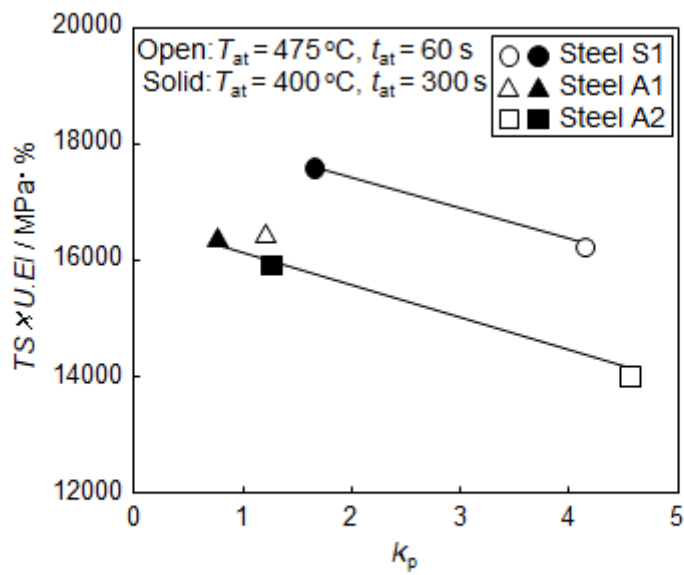 20000
Open: Tat = 475 °C, tat = 60 s
Solid: Tat = 400 °C, tat = 300 s
Steel S1
Steel A1
Steel A2
18000
16000
14000
12000
TS × U.El / MPa· %
0 1 2 3 4 5
kp